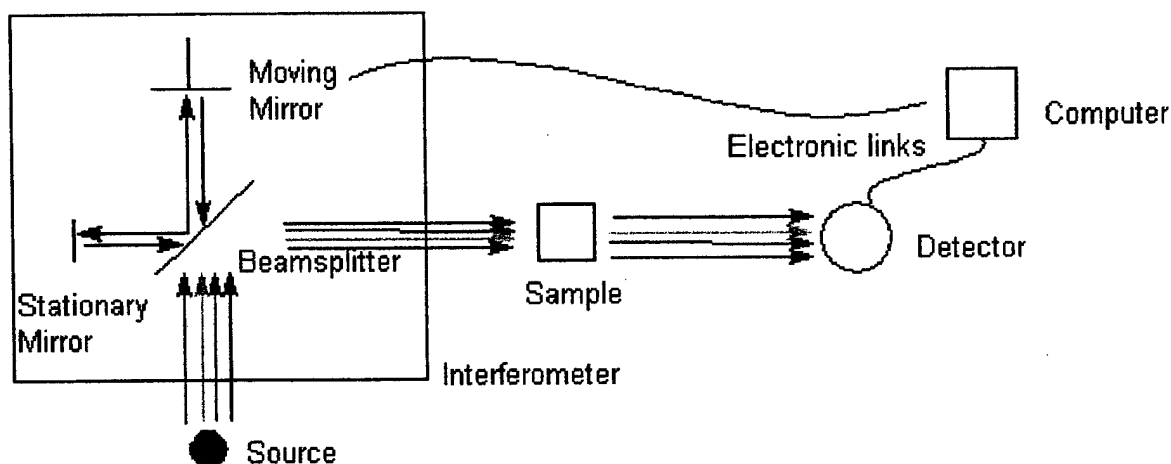 Moving
Mirror
Computer
Electronic links
Beamsplitter
Detector
Stationary
Mirror
Sample
Interferometer
Source